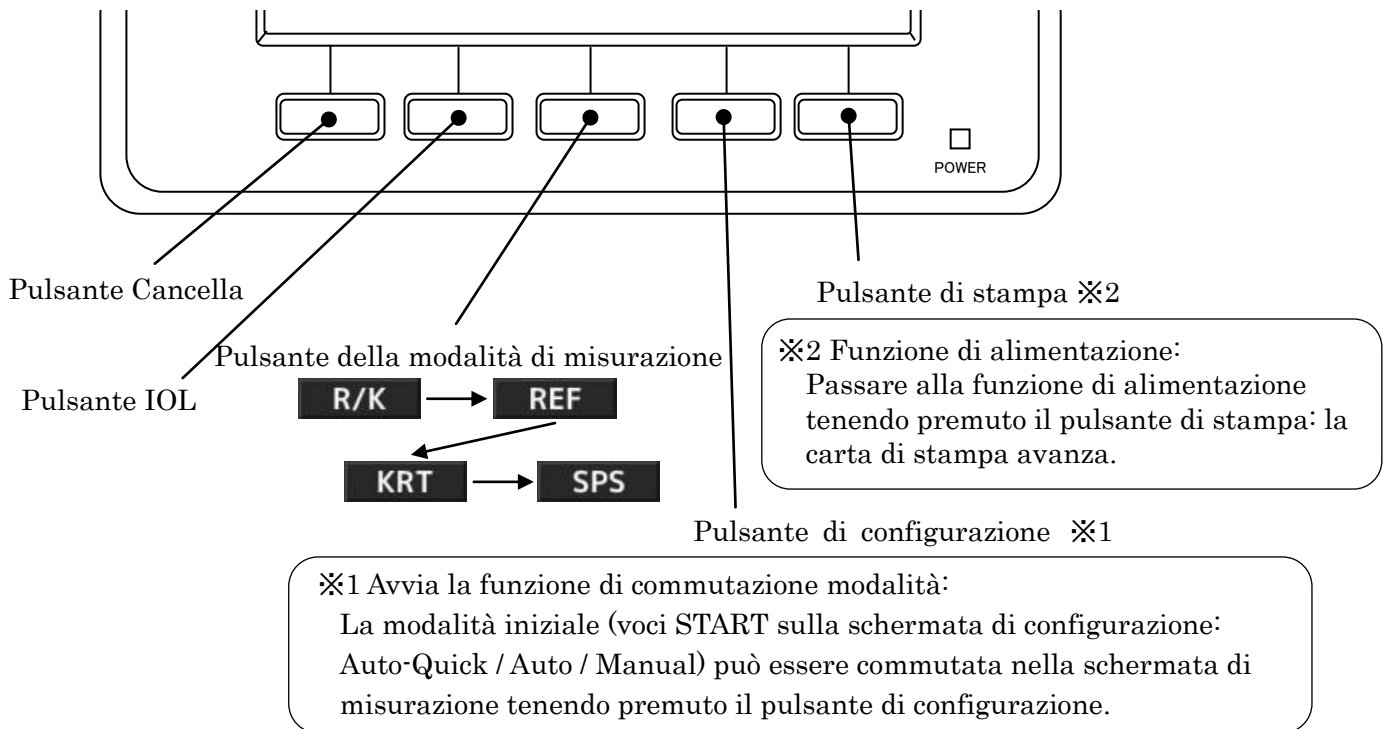 POWER
Pulsante Cancella
Pulsante di stampa ※2
Pulsante della modalità di misurazione
Pulsante IOL
R/K
REF
KRT
SPS
※2 Funzione di alimentazione:
Passare alla funzione di alimentazione
tenendo premuto il pulsante di stampa: la
carta di stampa avanza.
Pulsante di configurazione ※1
※1 Avvia la funzione di commutazione modalità:
La modalità iniziale (voci START sulla schermata di configurazione:
Auto-Quick / Auto / Manual) può essere commutata nella schermata di
misurazione tenendo premuto il pulsante di configurazione.